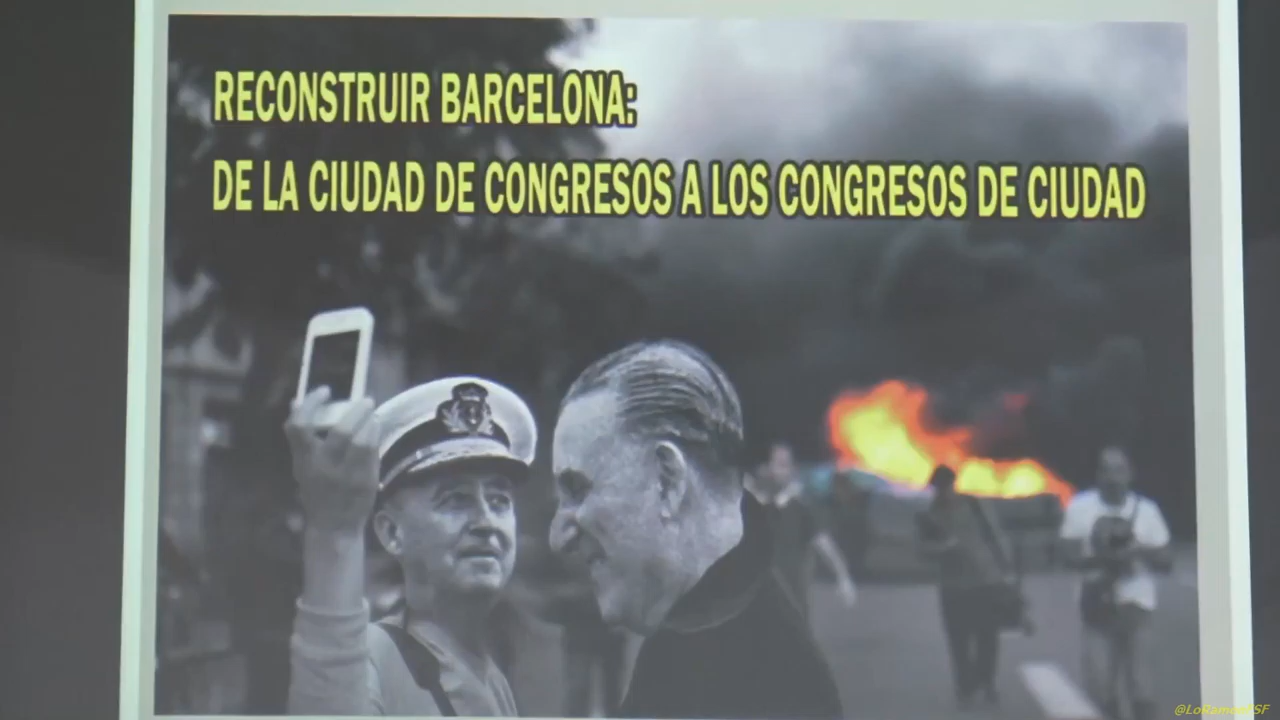 RECONSTRUIR BARCELONA:
DE LA CIUDAD DE CONGRESOS A LOS CONGRESOS DE CIUDAD